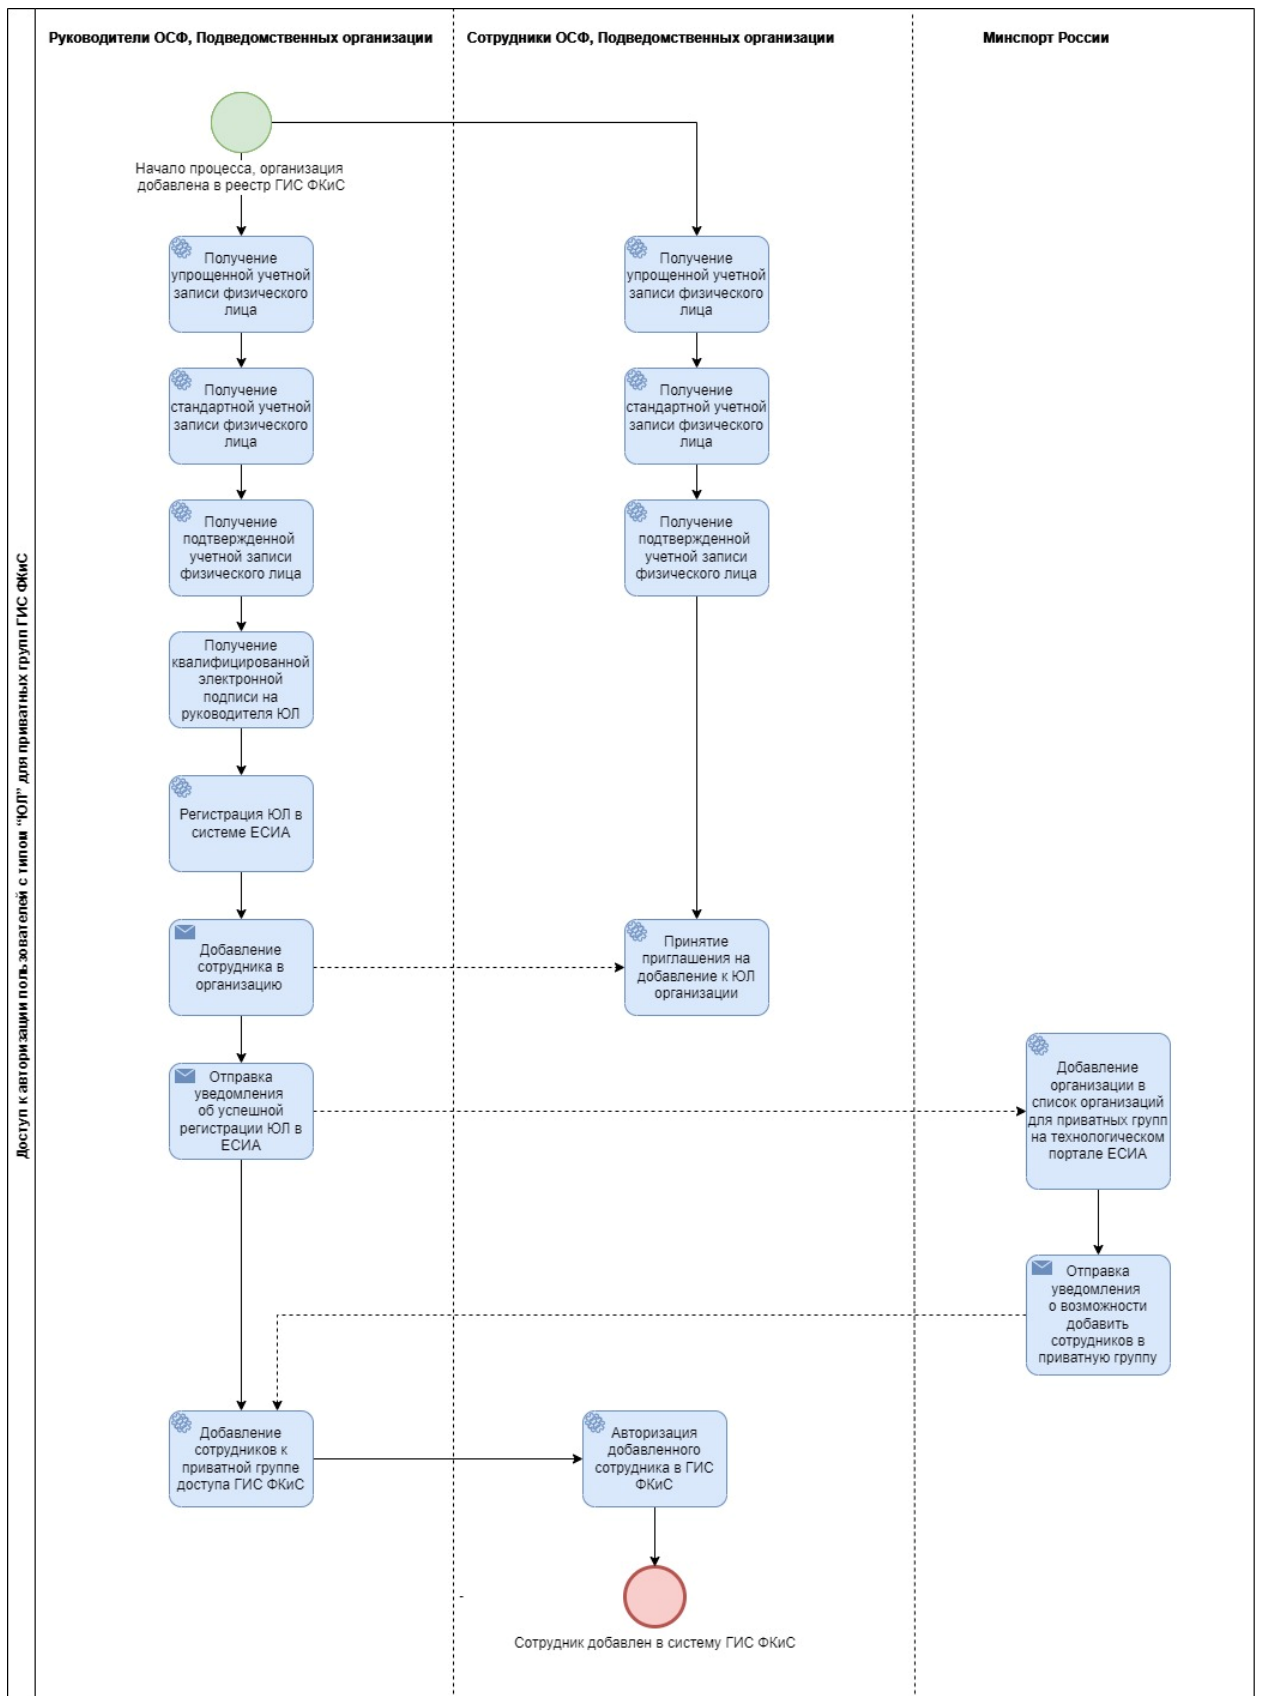 Доступ к авторизации пользователей с типом “ЮЛ” для приватных групп ГИС ФКиС
Руководители ОСФ, Подведомственных организации
Сотрудники ОСФ, Подведомственных организации
Минспорт России
Начало процесса, организация
добавлена в реестр ГИС ФКиС
Получение
упрощенной учетной
записи физического
лица
Получение
упрощенной учетной
записи физического
лица
Получение
стандартной учетной
записи физического
лица
Получение
стандартной учетной
записи физического
лица
Получение
подтвержденной
учетной записи
физического лица
Получение
подтвержденной
учетной записи
физического лица
Получение
квалифицированной
электронной
подписи на
руководителя ЮЛ
Регистрация ЮЛ в
системе ЕСИА
Добавление
сотрудника в
организацию
Принятие
приглашения на
добавление к ЮЛ
организации
Отправка
уведомления
об успешной
регистрации ЮЛ в
ЕСИА
Добавление
организации в
список организаций
для приватных групп
на технологическом
портале ЕСИА
Отправка
уведомления
о возможности
добавить
сотрудников в
приватную группу
Добавление
сотрудников к
приватной группе
доступа ГИС ФКиС
Авторизация
добавленного
сотрудника в ГИС
ФКиС
-
Сотрудник добавлен в систему ГИС ФКиС